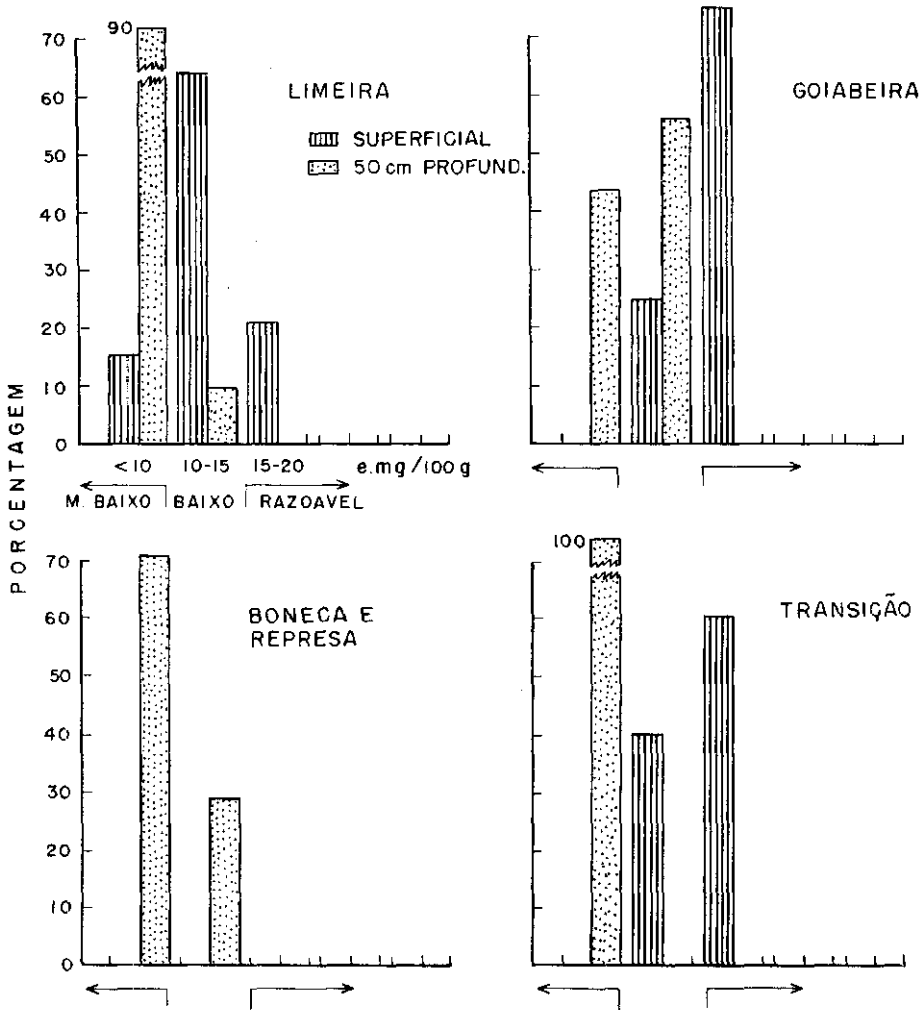 PORCENTAGEM
90
70
60
50
40
30
20
10
0
LIMEIRA
SUPERFICIAL
50 cm PROFUND.
<10 10-15 15-20 e.mg/100 g
M. BAIXO BAIXO RAZOAVEL
GOIABEIRA
70
60
50
40
30
20
10
0
BONECA E
REPRESA
100
TRANSIÇÃO